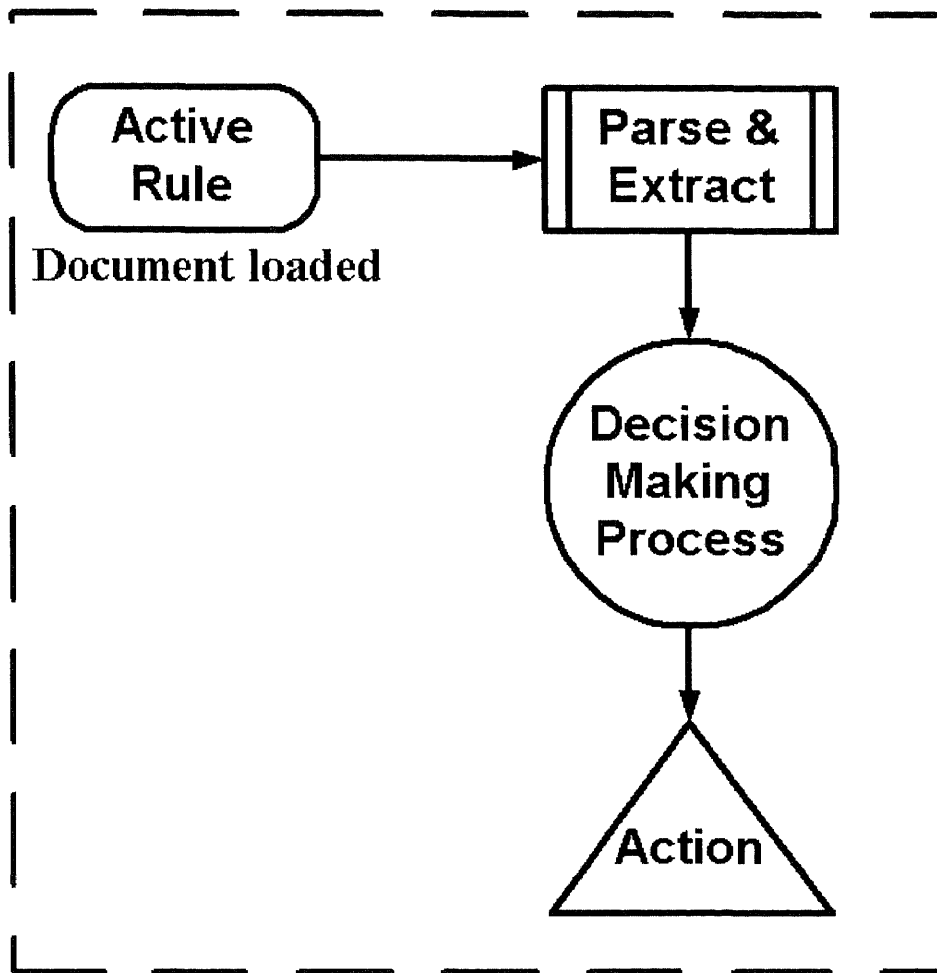 Active
Rule
Document loaded
Parse &
Extract
Decision
Making
Process
Action